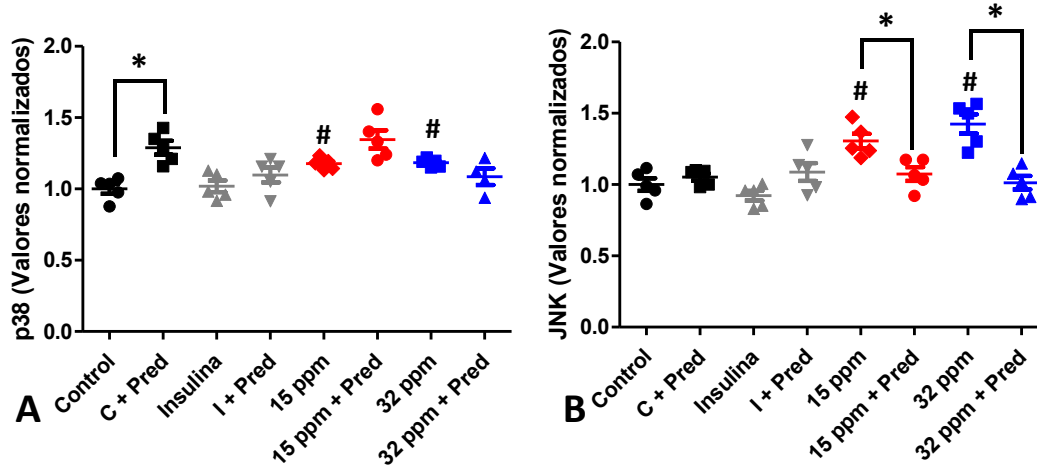 p38 (Valores normalizados)
2.0
1.5
1.0
0.5
0.0
*
#
#
Control
C + Pred
Insulina
I + Pred
15 ppm
15 ppm + Pred
32 ppm
32 ppm + Pred
A
JNK (Valores normalizados)
2.0
1.5
1.0
0.5
0.0
*
*
#
#
Control
C + Pred
Insulina
I + Pred
15 ppm
15 ppm + Pred
32 ppm
32 ppm + Pred
B